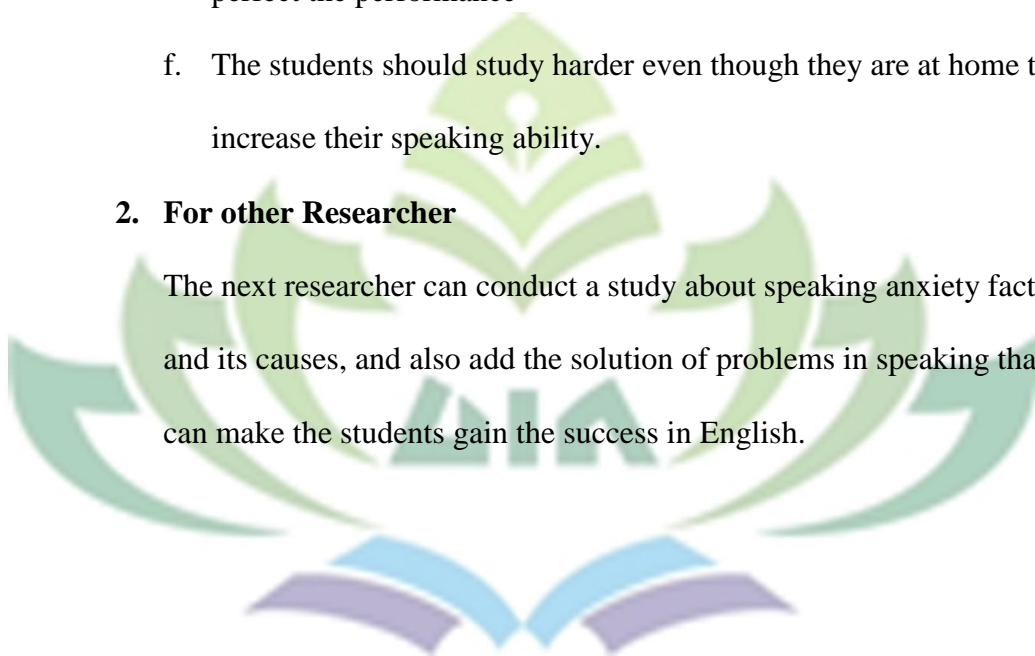 perfect the performance
f. The students should study harder even though they are at home t
increase their speaking ability.
2. For other Researcher
The next researcher can conduct a study about speaking anxiety fact
and its causes, and also add the solution of problems in speaking tha
can make the students gain the success in English.
UIN